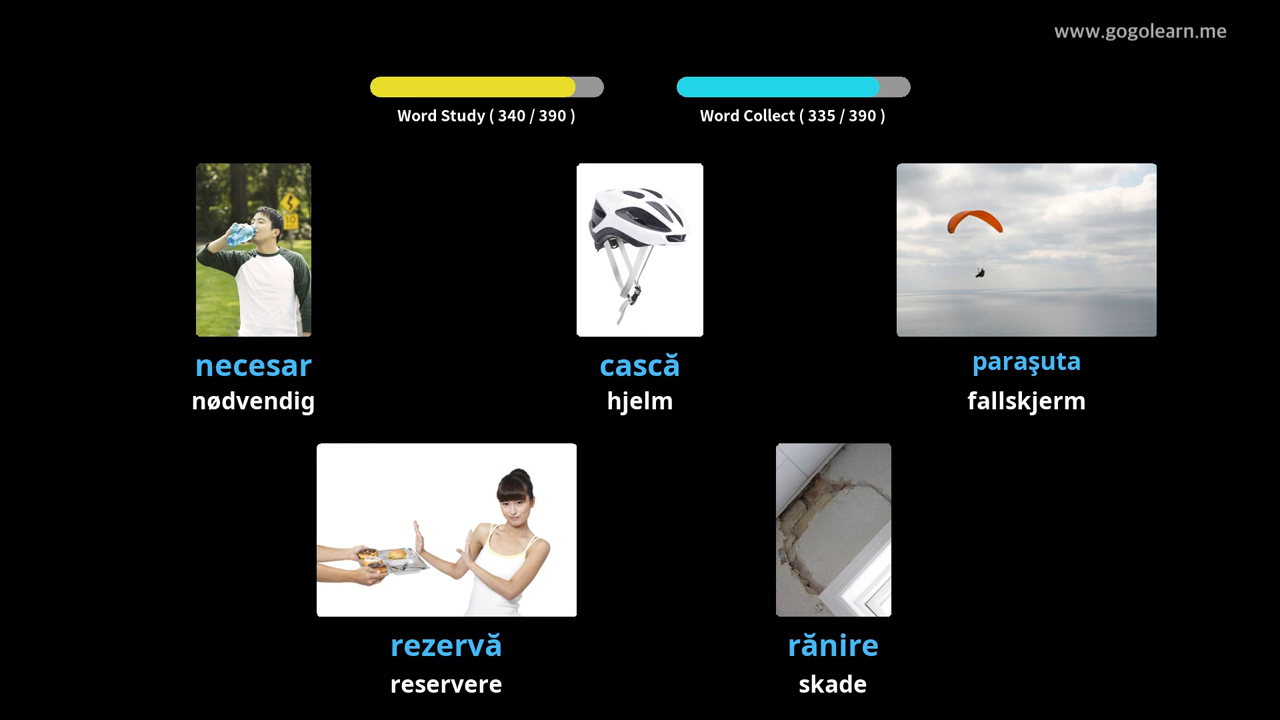 www.gogolearn.me
Word Study ( 340 / 390 )
Word Collect ( 335 / 390 )
necesar
nødvendig
cască
hjelm
paraşuta
fallskjerm
rezervă
reservere
rănire
skade